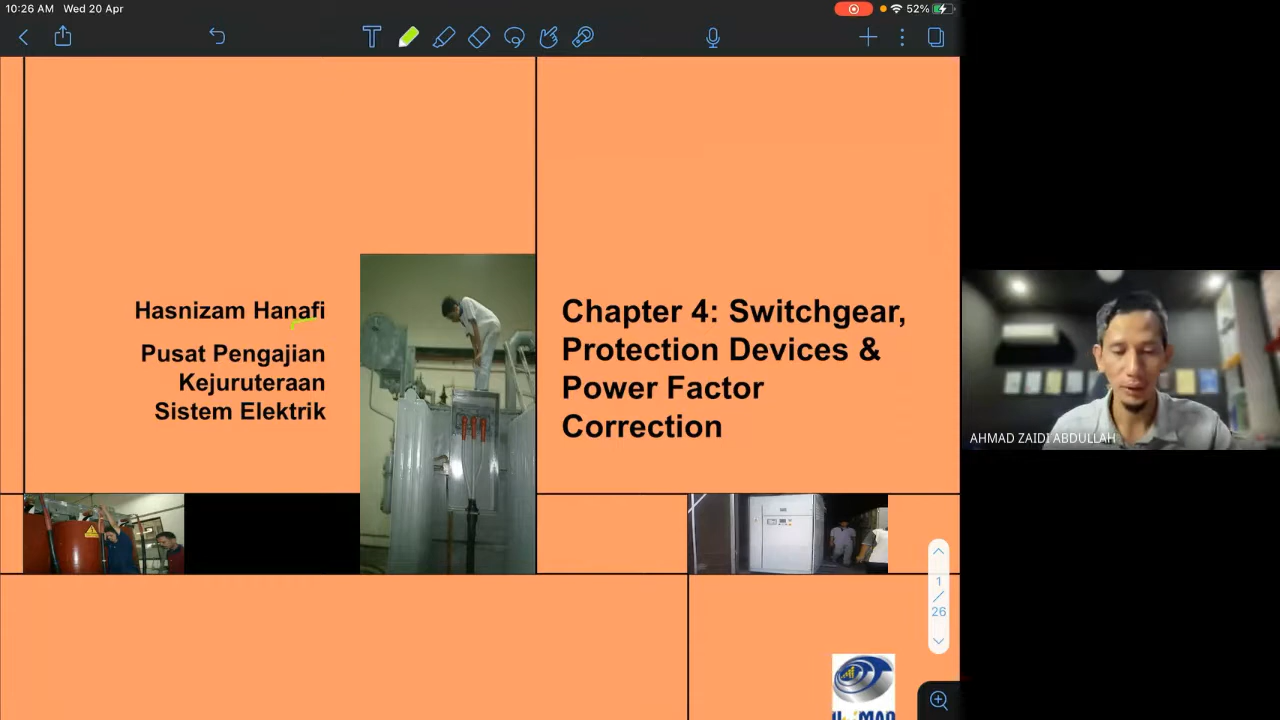 10:26 AM Wed 20 Apr
52%
Hasnizam Hanafi
Pusat Pengajian
Kejuruteraan
Sistem Elektrik
Chapter 4: Switchgear,
Protection Devices &
Power Factor
Correction
AHMAD ZAIDI ABDULLAH
1
/
26